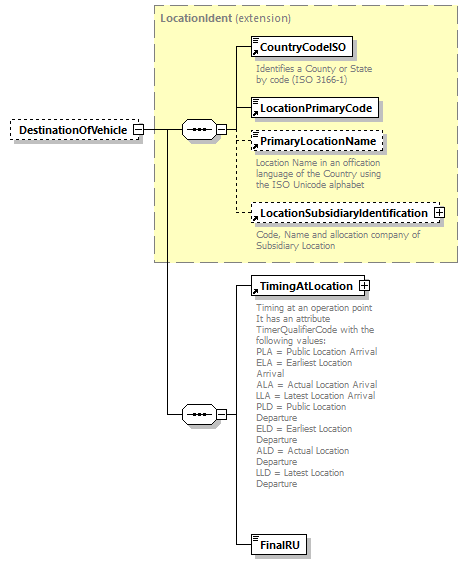 LocationIdent (extension)
CountryCodeISO
Identifies a County or State
by code (ISO 3166-1)
LocationPrimaryCode
DestinationOfVehicle
PrimaryLocationName
Location Name in an offication
language of the Country using
the ISO Unicode alphabet
LocationSubsidiaryIdentification
Code, Name and allocation company of
Subsidiary Location
TimingAtLocation
Timing at an operation point
It has an attribute
TimerQualifierCode with the
following values:
PLA = Public Location Arrival
ELA = Earliest Location
Arrival
ALA = Actual Location Arival
LLA = Latest Location Arrival
PLD = Public Location
Departure
ELD = Earliest Location
Departure
ALD = Actual Location
Departure
LLD = Latest Location
Departure
FinalRU